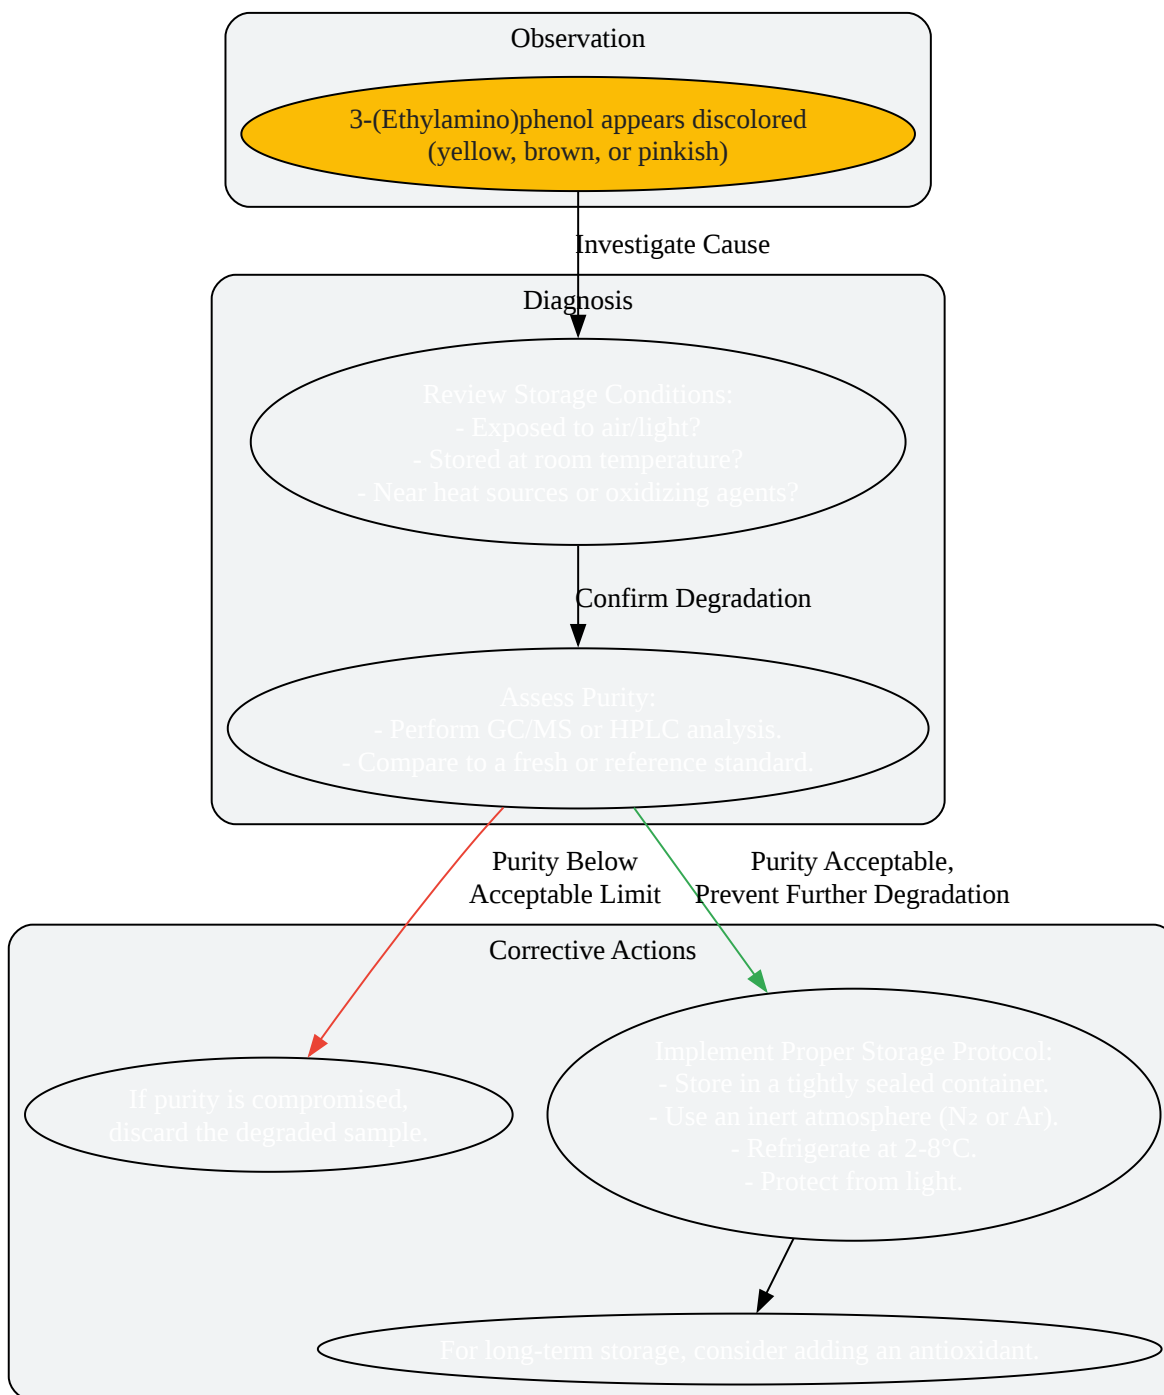 Observation
3-(Ethylamino)phenol appears discolored
(yellow, brown, or pinkish)
Investigate Cause
Diagnosis
Review Storage Conditions:
- Exposed to air/light?
- Stored at room temperature?
- Near heat sources or oxidizing agents?
Confirm Degradation
Assess Purity:
- Perform GC/MS or HPLC analysis.
- Compare to a fresh or reference standard.
Purity Below
Acceptable Limit
Purity Acceptable,
Prevent Further Degradation
Corrective Actions
If purity is compromised,
discard the degraded sample.
Implement Proper Storage Protocol:
- Store in a tightly sealed container.
- Use an inert atmosphere (N₂ or Ar).
- Refrigerate at 2-8°C.
- Protect from light.
For long-term storage, consider adding an antioxidant.